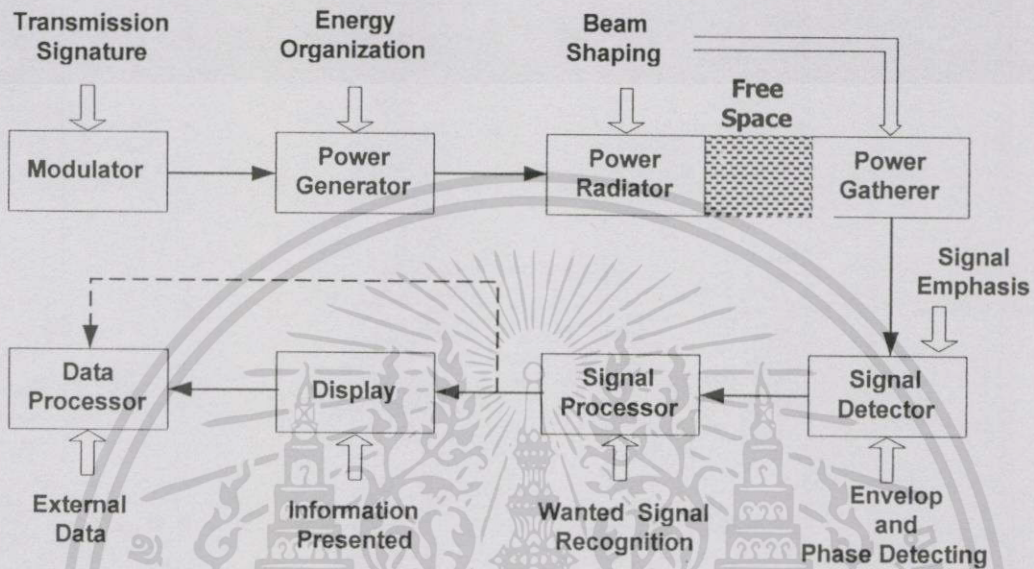 Transmission
Signature
Energy
Organization
Beam
Shaping
Free
Space
Modulator
Power
Generator
Power
Radiator
Power
Gatherer
Signal
Emphasis
Data
Processor
Display
Signal
Processor
Signal
Detector
External
Data
Information
Presented
Wanted Signal
Recognition
Envelop
and
Phase Detecting